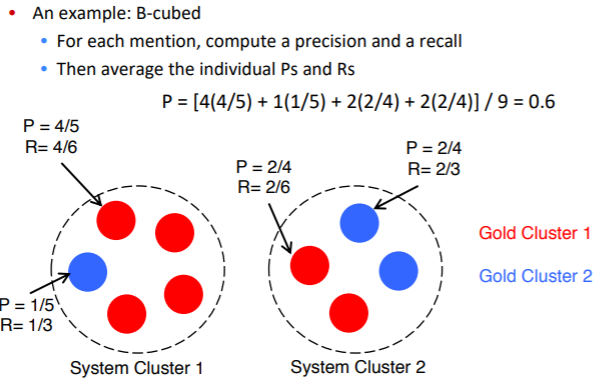 An example: B-cubed
For each mention, compute a precision and a recall
Then average the individual Ps and Rs
P = [4(4/5) + 1(1/5) + 2(2/4) + 2(2/4)] / 9 = 0.6
P = 4/5
R= 4/6
P = 2/4
R= 2/6
P = 2/4
R= 2/3
Gold Cluster 1
Gold Cluster 2
P = 1/5
R= 1/3
System Cluster 1
System Cluster 2